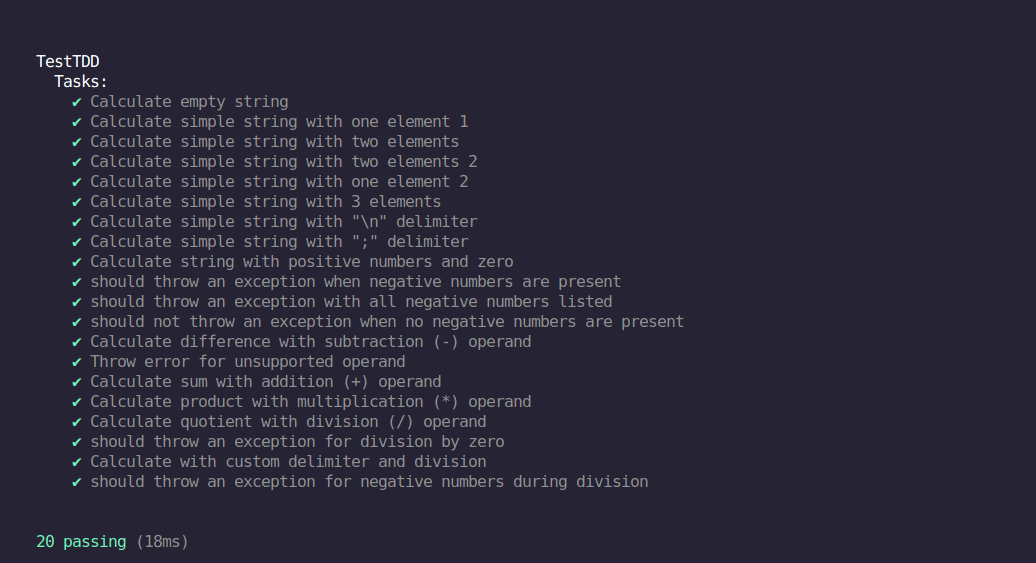 TestTDD
Tasks:
✔ Calculate empty string
✔ Calculate simple string with one element 1
✔ Calculate simple string with two elements
✔ Calculate simple string with two elements 2
✔ Calculate simple string with one element 2
✔ Calculate simple string with 3 elements
✔ Calculate simple string with "\n" delimiter
✔ Calculate simple string with ";" delimiter
✔ Calculate string with positive numbers and zero
✔ should throw an exception when negative numbers are present
✔ should throw an exception with all negative numbers listed
✔ should not throw an exception when no negative numbers are present
✔ Calculate difference with subtraction (-) operand
✔ Throw error for unsupported operand
✔ Calculate sum with addition (+) operand
✔ Calculate product with multiplication (*) operand
✔ Calculate quotient with division (/) operand
✔ should throw an exception for division by zero
✔ Calculate with custom delimiter and division
✔ should throw an exception for negative numbers during division
20 passing (18ms)